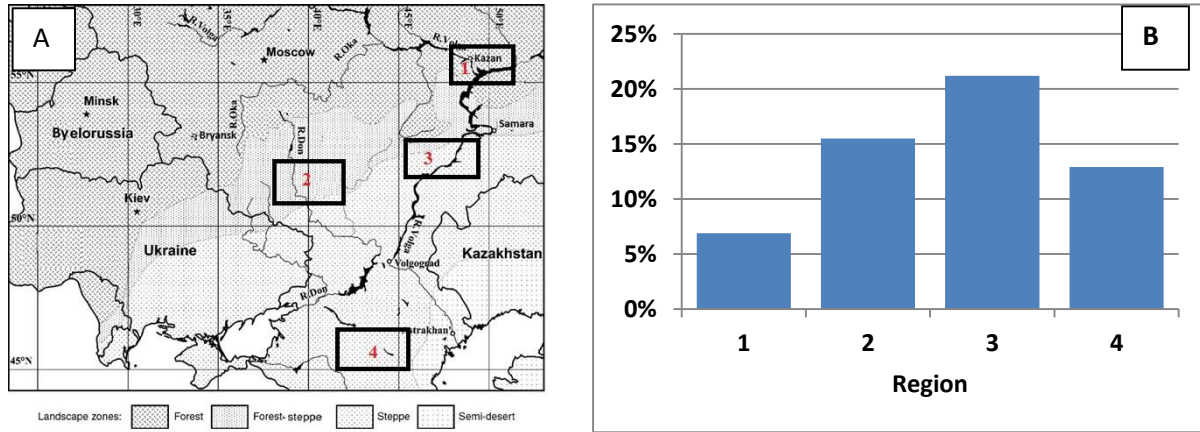 A
30°E
35°E
40°E
45°E
50°E
R.Volga
Moscow
R.Oka
R.Volga
Kazan
1
55°N
Minsk
Byelorussia
R.Oka
Bryansk
R.Don
Samara
3
2
Kiev
50°N
Ukraine
R.Volga
Kazakhstan
Volgograd
R.Don
strakhan
4
45°N
Landscape zones: Forest Forest-steppe Steppe Semi-desert
B
25%
20%
15%
10%
5%
0%
1 2 3 4
Region